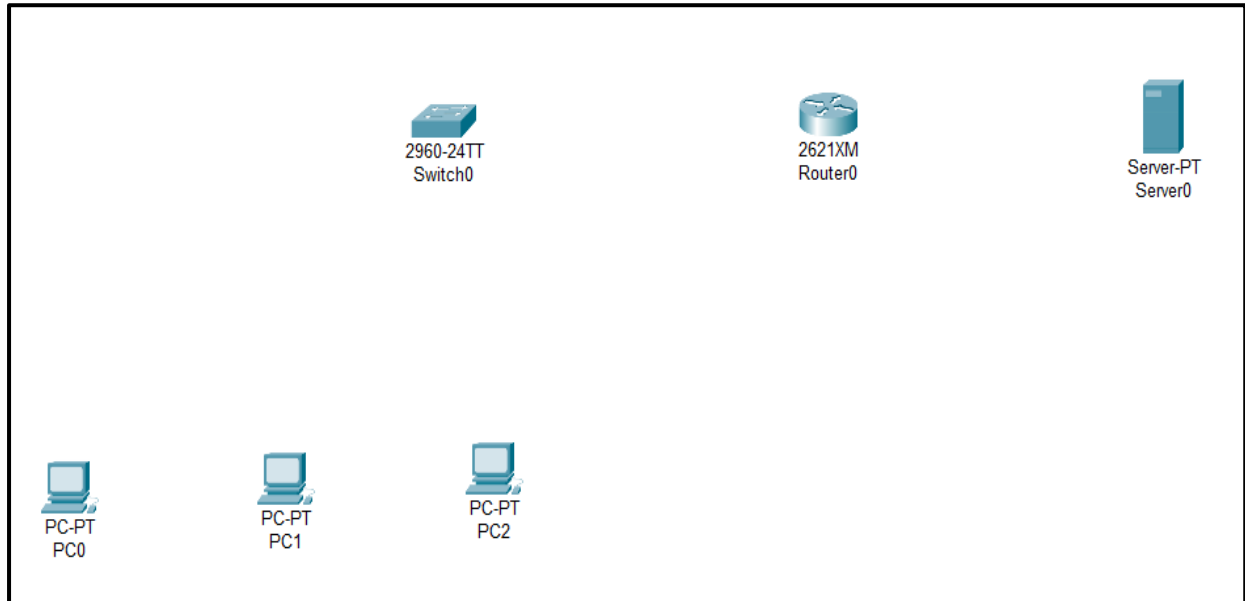 2960-24TT
Switch0
2621XM
Router0
Server-PT
Server0
PC-PT
PC0
PC-PT
PC1
PC-PT
PC2